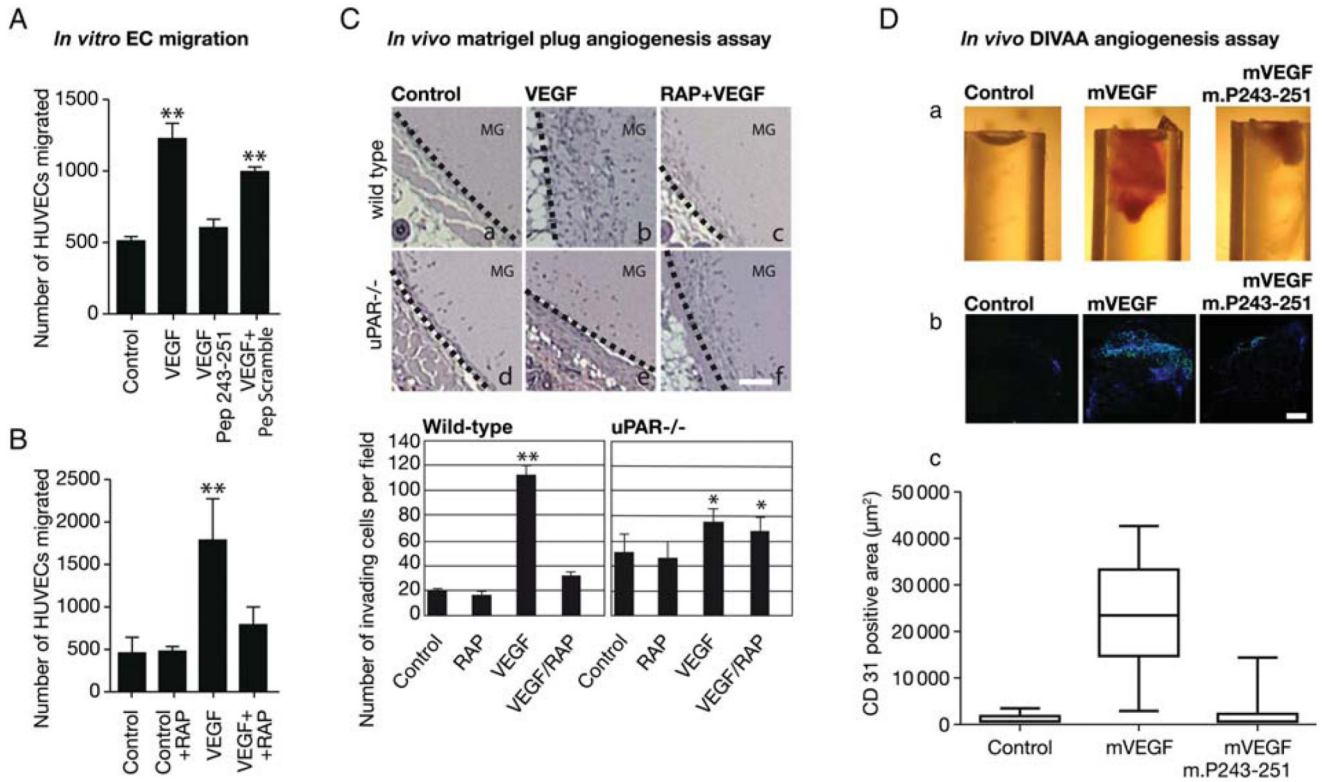 A
In vitro EC migration
Number of HUVECs migrated
1500
1000
500
0
**
**
Control
VEGF
VEGF
Pep 243-251
VEGF+
Pep Scramble
B
Number of HUVECs migrated
2500
2000
1500
1000
500
0
**
Control
Control
+RAP
VEGF
VEGF+
+RAP
C
In vivo matrigel plug angiogenesis assay
Control
VEGF
RAP+VEGF
wild type
MG
MG
MG
a
b
c
uPAR-/-
MG
MG
MG
d
e
f
Wild-type
uPAR-/-
Number of invading cells per field
140
120
100
80
60
40
20
0
**
*
*
Control
RAP
VEGF
VEGF/RAP
Control
RAP
VEGF
VEGF/RAP
D
In vivo DIVAA angiogenesis assay
a
Control
mVEGF
mVEGF
m.P243-251
b
Control
mVEGF
mVEGF
m.P243-251
c
CD 31 positive area (µm²)
50 000
40 000
30 000
20 000
10 000
0
Control
mVEGF
mVEGF
m.P243-251